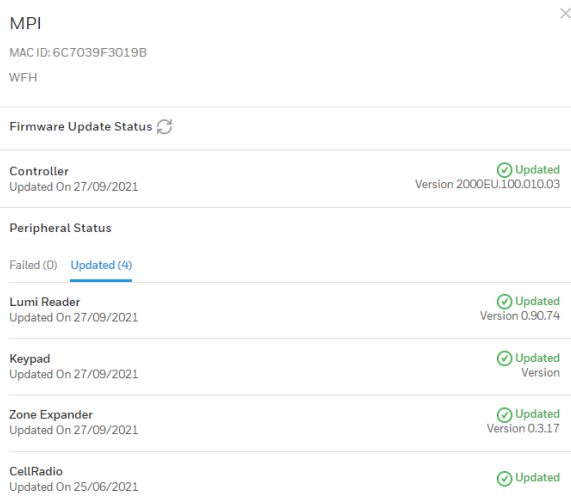 MPI
MAC ID: 6C7039F3019B
WFH
Firmware Update Status
Controller
Updated
Updated On 27/09/2021
Version 2000EU.100.010.03
Peripheral Status
Failed (0) Updated (4)
Lumi Reader
Updated
Updated On 27/09/2021
Version 0.90.74
Keypad
Updated
Updated On 27/09/2021
Version
Zone Expander
Updated
Updated On 27/09/2021
Version 0.3.17
CellRadio
Updated
Updated On 25/06/2021